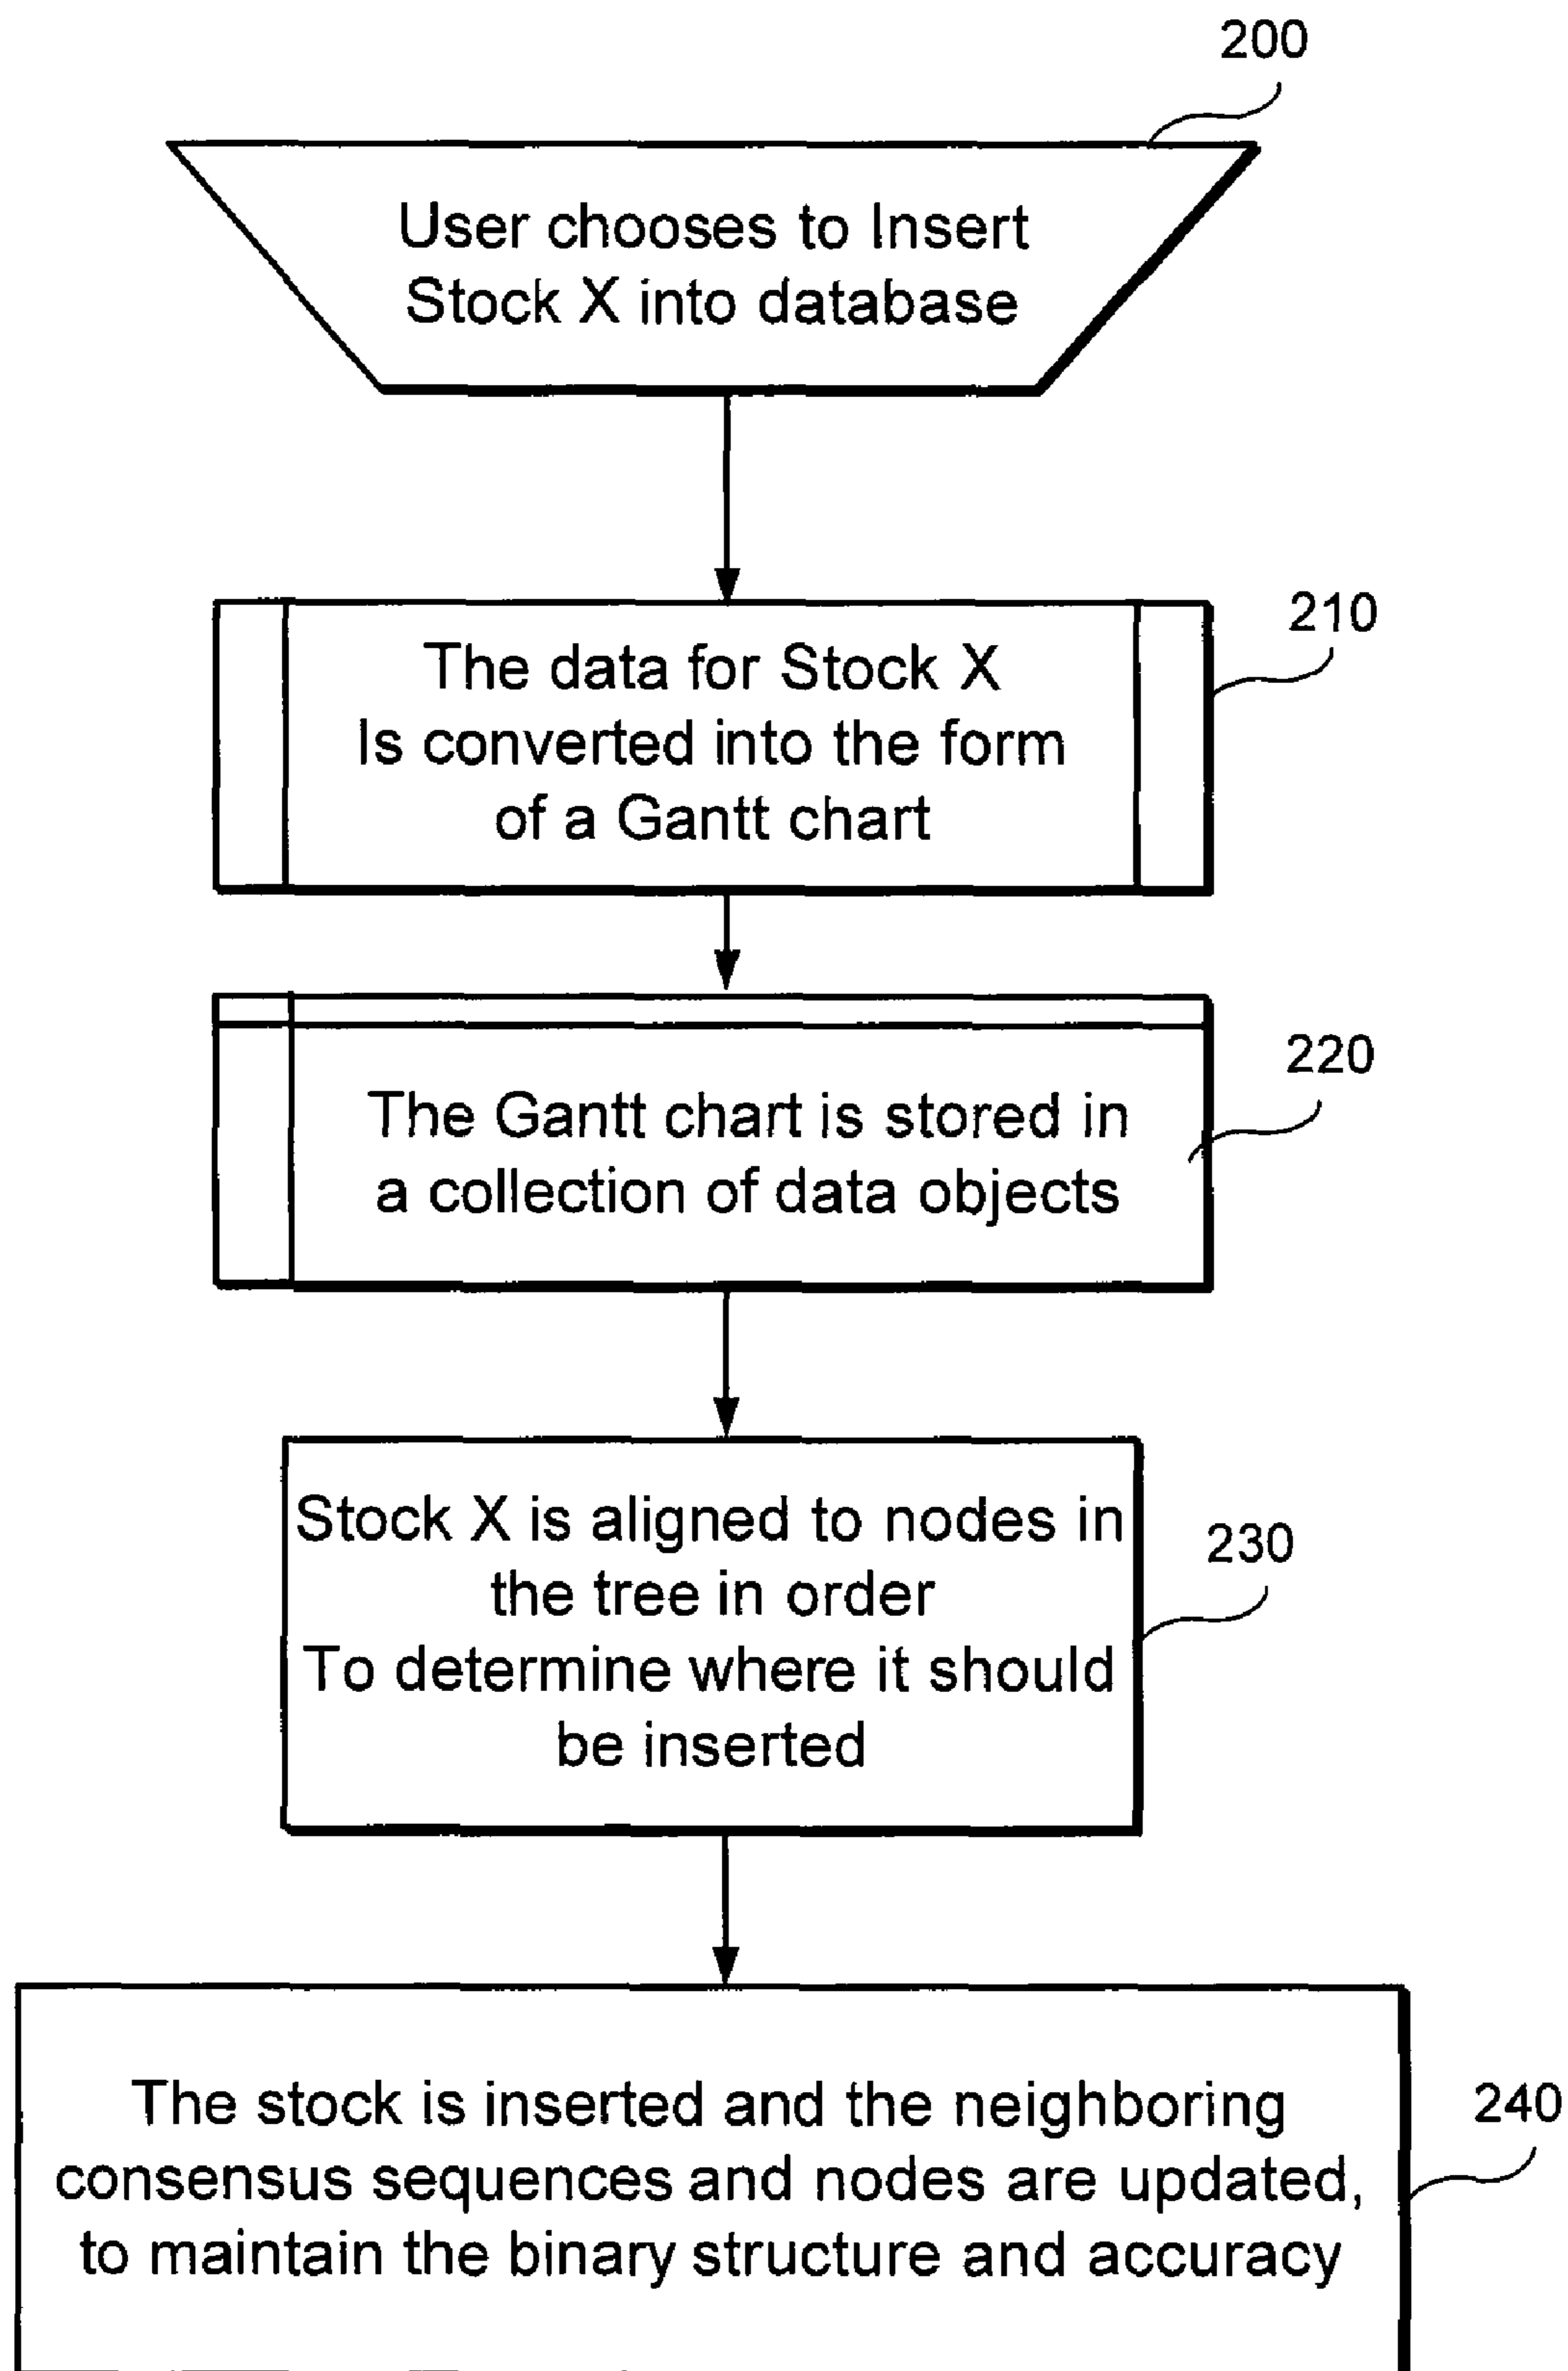 200
User chooses to Insert
Stock X into database
210
The data for Stock X
Is converted into the form
of a Gantt chart
220
The Gantt chart is stored in
a collection of data objects
230
Stock X is aligned to nodes in
the tree in order
To determine where it should
be inserted
240
The stock is inserted and the neighboring
consensus sequences and nodes are updated,
to maintain the binary structure and accuracy